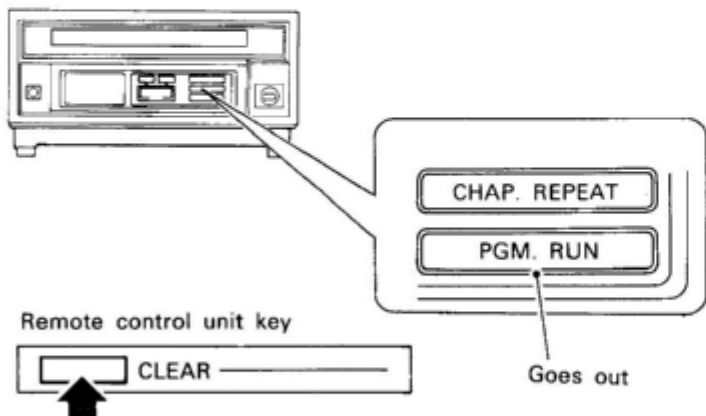 CHAP. REPEAT
PGM. RUN
Goes out
Remote control unit key
CLEAR